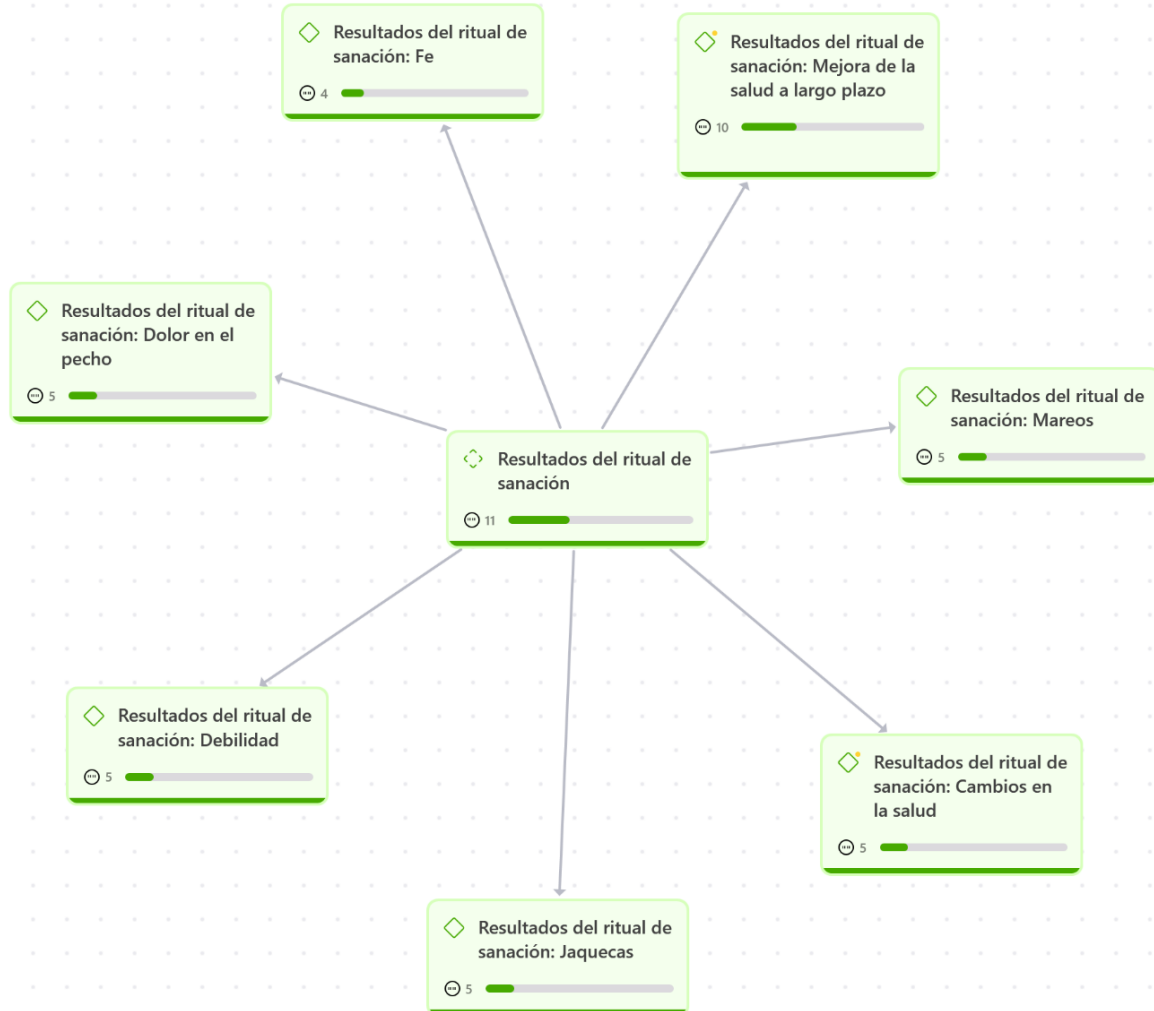 Resultados del ritual de
sanación: Fe
4
Resultados del ritual de
sanación: Mejora de la
salud a largo plazo
10
Resultados del ritual de
sanación: Dolor en el
pecho
5
Resultados del ritual de
sanación: Mareos
5
Resultados del ritual de
sanación
11
Resultados del ritual de
sanación: Debilidad
5
Resultados del ritual de
sanación: Cambios en
la salud
5
Resultados del ritual de
sanación: Jaquecas
5